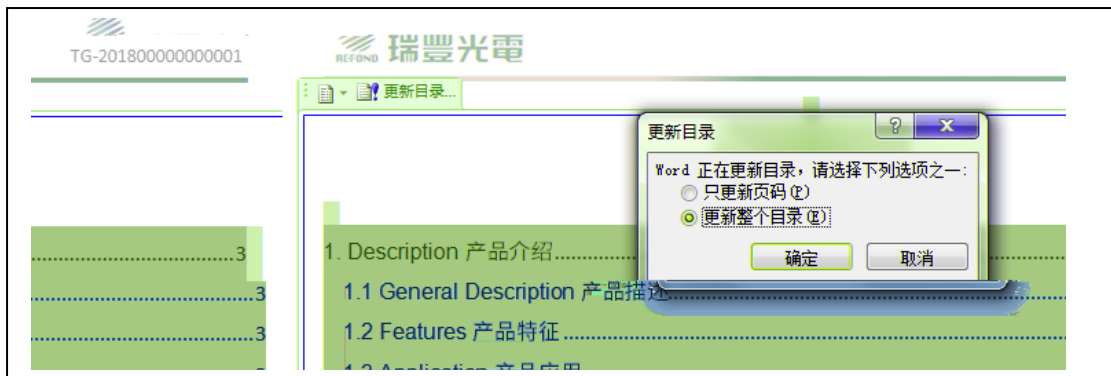 TG-201800000000001
REFOND 瑞豐光電
更新目录...
更新目录
Word 正在更新目录，请选择下列选项之一：
只更新页码(P)
更新整个目录(E)
确定 取消
3
3
3
1. Description 产品介绍
1.1 General Description 产品描述
1.2 Features 产品特征